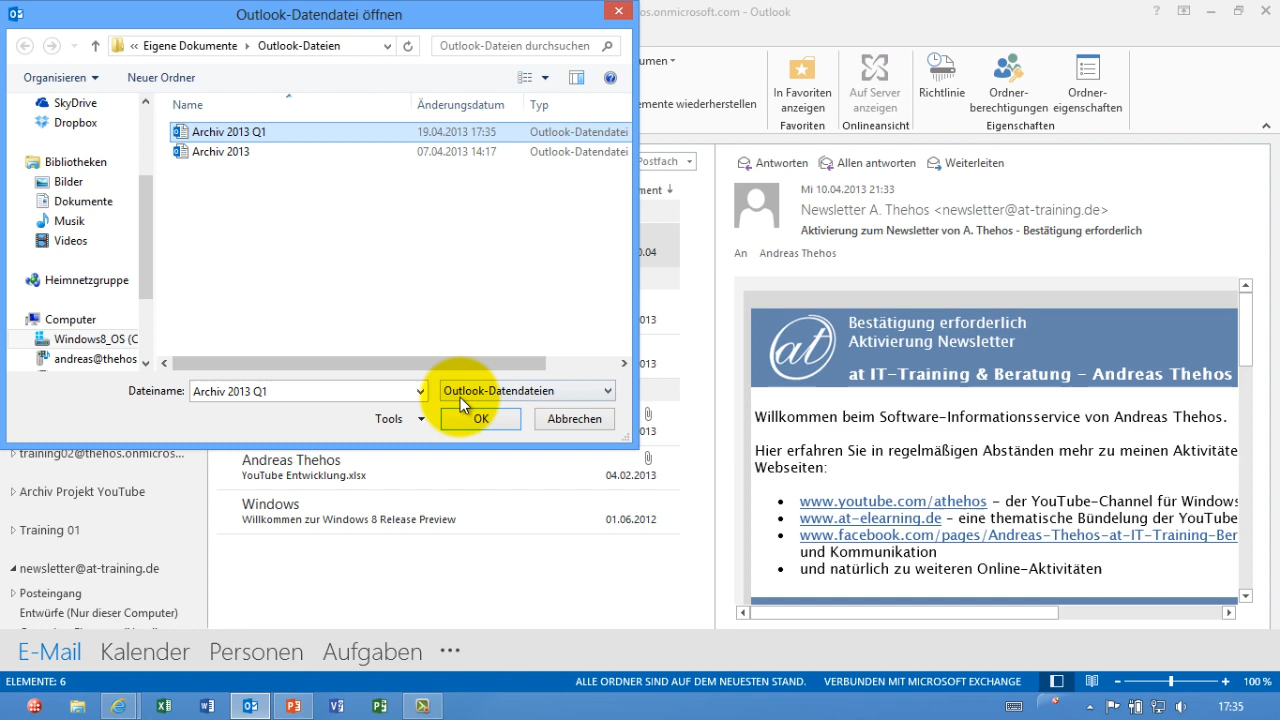 Outlook-Datendatei öffnen
Eigene Dokumente
Outlook-Dateien
Outlook-Dateien durchsuchen
Organisieren
Neuer Ordner
SkyDrive
Dropbox
Bibliotheken
Bilder
Dokumente
Musik
Videos
Heimnetzgruppe
Computer
Windows8_OS (C
andreas@thehos
Name
Änderungsdatum
Typ
Archiv 2013 Q1
19.04.2013 17:35
Outlook-Datendatei
Archiv 2013
07.04.2013 14:17
Outlook-Datendatei
Dateiname:
Archiv 2013 Q1
Outlook-Datendateien
Tools
OK
Abbrechen
hos.onmicrosoft.com - Outlook
umen
emente wiederherstellen
In Favoriten
anzeigen
Favoriten
Auf Server
anzeigen
Onlineansicht
Richtlinie
Ordner-
berechtigungen
Ordner-
eigenschaften
Eigenschaften
Postfach
ment
0.04
013
013
013
013
training02@thehos.onmicros...
Archiv Projekt YouTube
Training 01
newsletter@at-training.de
Posteingang
Entwürfe (Nur dieser Computer)
Andreas Thehos
YouTube Entwicklung.xlsx
04.02.2013
Windows
Willkommen zur Windows 8 Release Preview
01.06.2012
Antworten
Allen antworten
Weiterleiten
Mi 10.04.2013 21:33
Newsletter A. Thehos <newsletter@at-training.de>
Aktivierung zum Newsletter von A. Thehos - Bestätigung erforderlich
An Andreas Thehos
at
Bestätigung erforderlich
Aktivierung Newsletter
at IT-Training & Beratung - Andreas Thehos
Willkommen beim Software-Informationsservice von Andreas Thehos.
Hier erfahren Sie in regelmäßigen Abständen mehr zu meinen Aktivitäte
Webseiten:
• www.youtube.com/athehos – der YouTube-Channel für Windows
• www.at-elearning.de – eine thematische Bündelung der YouTube
• www.facebook.com/pages/Andreas-Thehos-at-IT-Training-Ber
und Kommunikation
• und natürlich zu weiteren Online-Aktivitäten
E-Mail
Kalender
Personen
Aufgaben
ELEMENTE: 6
ALLE ORDNER SIND AUF DEM NEUESTEN STAND.
VERBUNDEN MIT MICROSOFT EXCHANGE
100 %
17:35